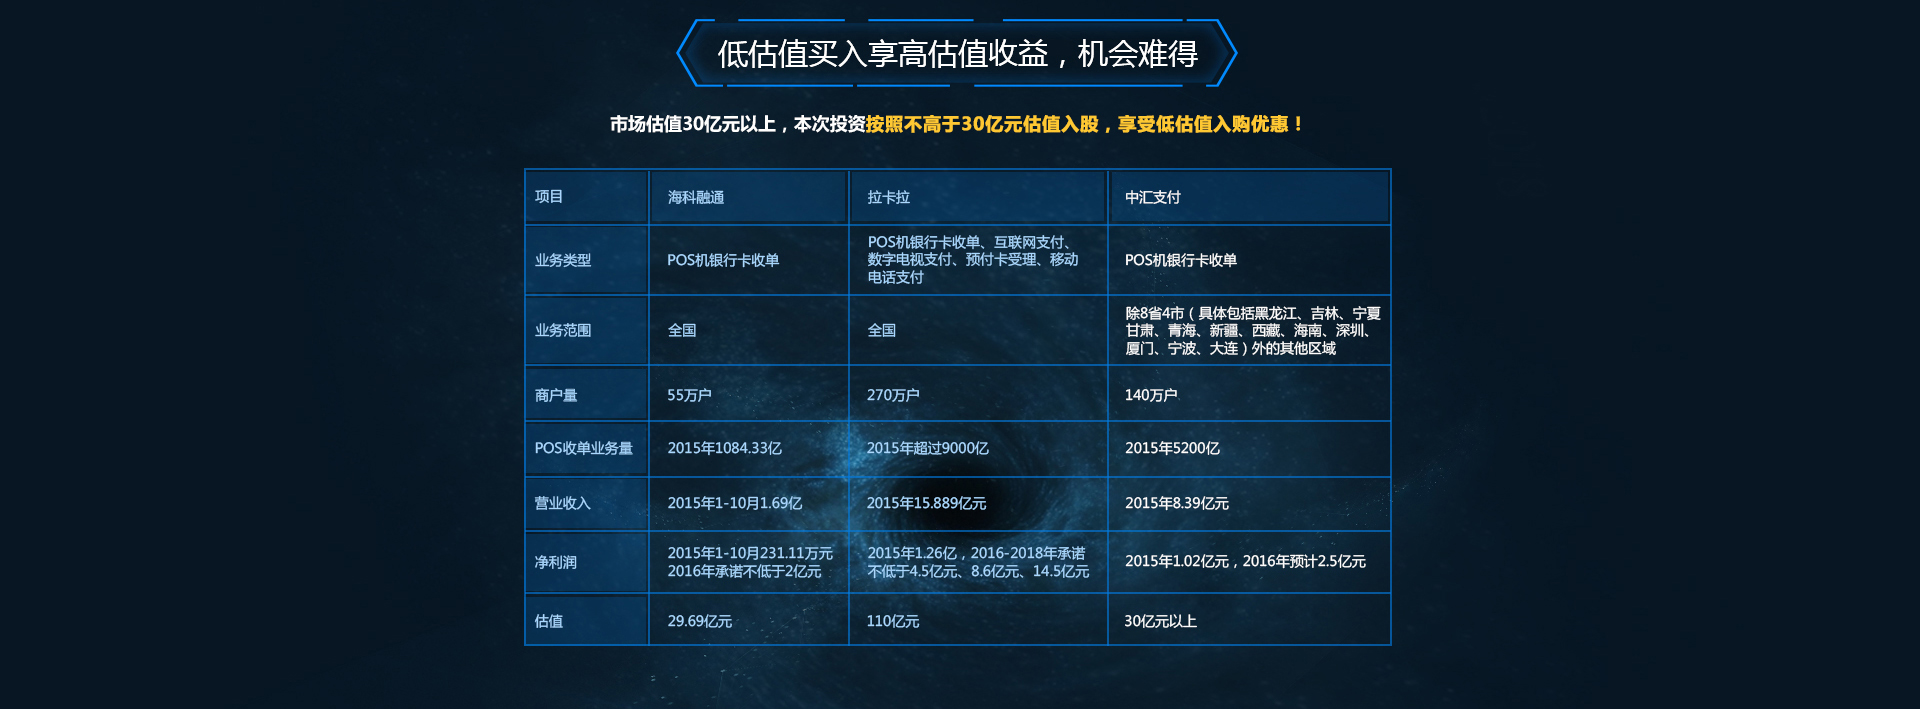 低估值买入享高估值收益，机会难得
市场估值30亿元以上，本次投资按照不高于30亿元估值入股，享受低估值入购优惠！
项目
海科融通
拉卡拉
中汇支付
业务类型
POS机银行卡收单
POS机银行卡收单、互联网支付、
数字电视支付、预付卡受理、移动
电话支付
POS机银行卡收单
业务范围
全国
全国
除8省4市（具体包括黑龙江、吉林、宁夏
甘肃、青海、新疆、西藏、海南、深圳、
厦门、宁波、大连）外的其他区域
商户量
55万户
270万户
140万户
POS收单业务量
2015年1084.33亿
2015年超过9000亿
2015年5200亿
营业收入
2015年1-10月1.69亿
2015年15.889亿元
2015年8.39亿元
净利润
2015年1-10月231.11万元
2016年承诺不低于2亿元
2015年1.26亿，2016-2018年承诺
不低于4.5亿元、8.6亿元、14.5亿元
2015年1.02亿元，2016年预计2.5亿元
估值
29.69亿元
110亿元
30亿元以上